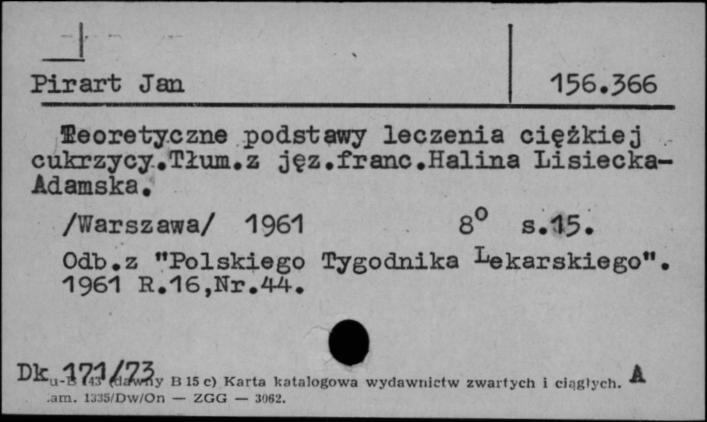 Pirart Jan 156.366
Teoretyczne podstawy leczenia ciężkiej
cukrzycy.Tłum.z jęz.franc.Halina Lisiecka-
Adamska.
/Warszawa/ 1961 8° s.15.
Odb.z "Polskiego Tygodnika Lekarskiego".
1961 R.16,Nr.44.
Dk 171/73 A
(dawny B 15 c) Karta katalogowa wydawnictw zwartych i ciągłych.
.am. 1335/Dw/On — ZGG — 3062.